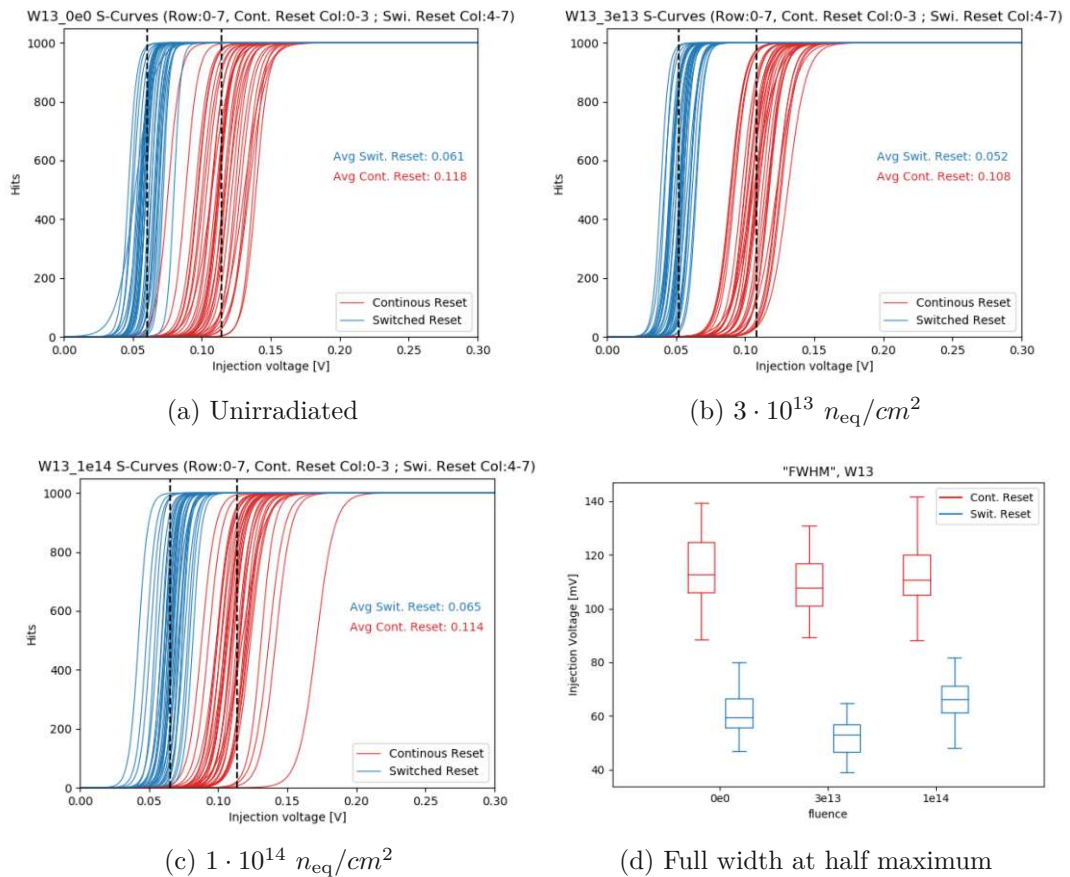 W13_0e0 S-Curves (Row:0-7, Cont. Reset Col:0-3 ; Swi. Reset Col:4-7)
1000
800
600
400
200
0
Hits
Avg Swit. Reset: 0.061
Avg Cont. Reset: 0.118
Continous Reset
Switched Reset
0.00 0.05 0.10 0.15 0.20 0.25 0.30
Injection voltage [V]
(a) Unirradiated
W13_3e13 S-Curves (Row:0-7, Cont. Reset Col:0-3 ; Swi. Reset Col:4-7)
1000
800
600
400
200
0
Hits
Avg Swit. Reset: 0.052
Avg Cont. Reset: 0.108
Continous Reset
Switched Reset
0.00 0.05 0.10 0.15 0.20 0.25 0.30
Injection voltage [V]
(b) 3 · 10¹³ n_eq/cm²
W13_1e14 S-Curves (Row:0-7, Cont. Reset Col:0-3 ; Swi. Reset Col:4-7)
1000
800
600
400
200
0
Hits
Avg Swit. Reset: 0.065
Avg Cont. Reset: 0.114
Continous Reset
Switched Reset
0.00 0.05 0.10 0.15 0.20 0.25 0.30
Injection voltage [V]
(c) 1 · 10¹⁴ n_eq/cm²
"FWHM", W13
140
120
100
80
60
40
Injection Voltage [mV]
Cont. Reset
Swit. Reset
0e0 3e13 1e14
fluence
(d) Full width at half maximum